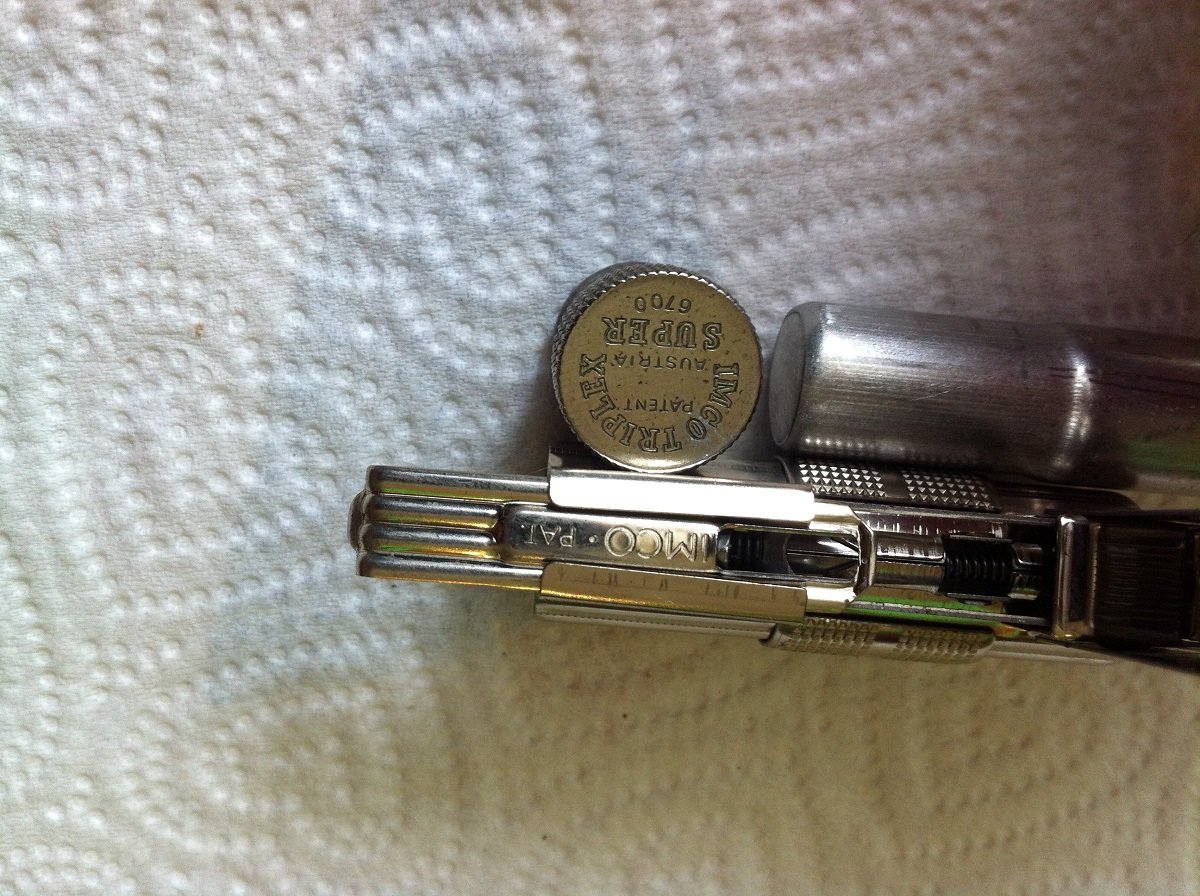 IMCO TRIPLEX
PATENT
AUSTRIA
SUPER
6700
IMCO · PAT.